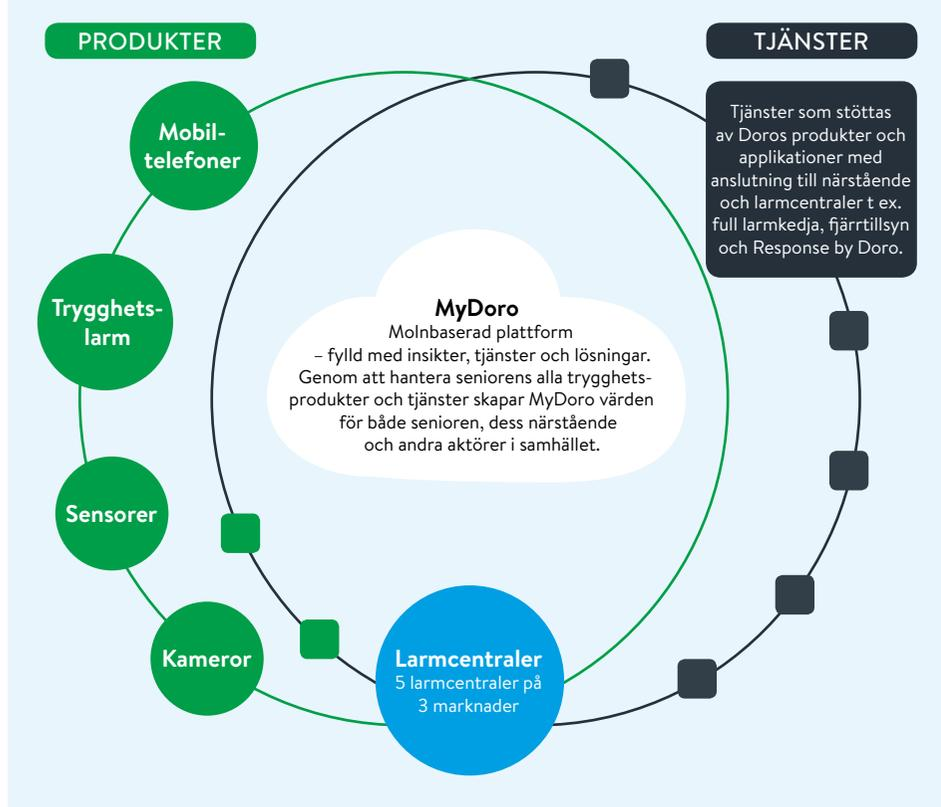 PRODUKTER
TJÄNSTER
Mobil-
telefoner
Trygghets-
larm
Sensorer
Kameror
MyDoro
Molnbaserad plattform
– fylld med insikter, tjänster och lösningar.
Genom att hantera seniorens alla trygghets-
produkter och tjänster skapar MyDoro värden
för både senioren, dess närstående
och andra aktörer i samhället.
Tjänster som stöttas
av Doros produkter och
applikationer med
anslutning till närstående
och larmcentraler t ex.
full larmkedja, fjärrtillsyn
och Response by Doro.
Larmcentraler
5 larmcentraler på
3 marknader